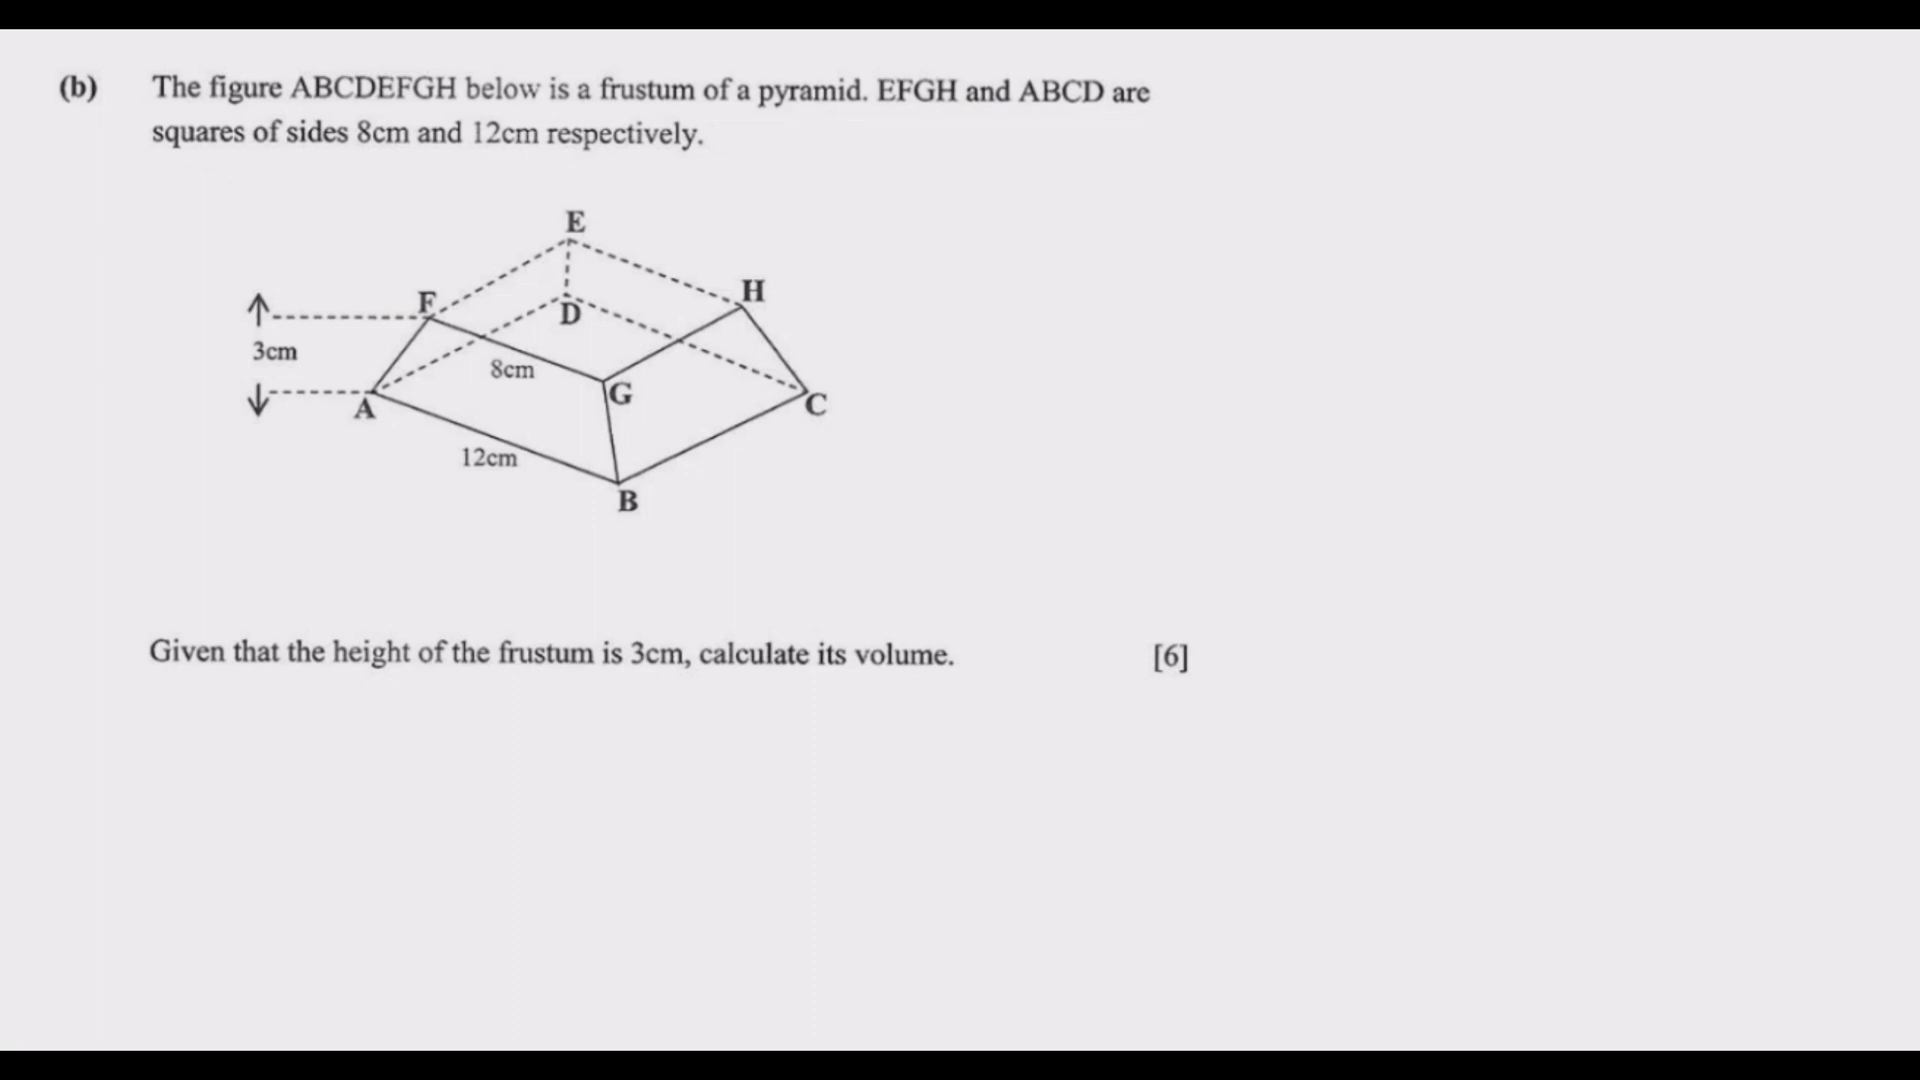 (b) The figure ABCDEFGH below is a frustum of a pyramid. EFGH and ABCD are
squares of sides 8cm and 12cm respectively.
E
H
F
D
3cm
8cm
G
A
C
12cm
B
Given that the height of the frustum is 3cm, calculate its volume. [6]